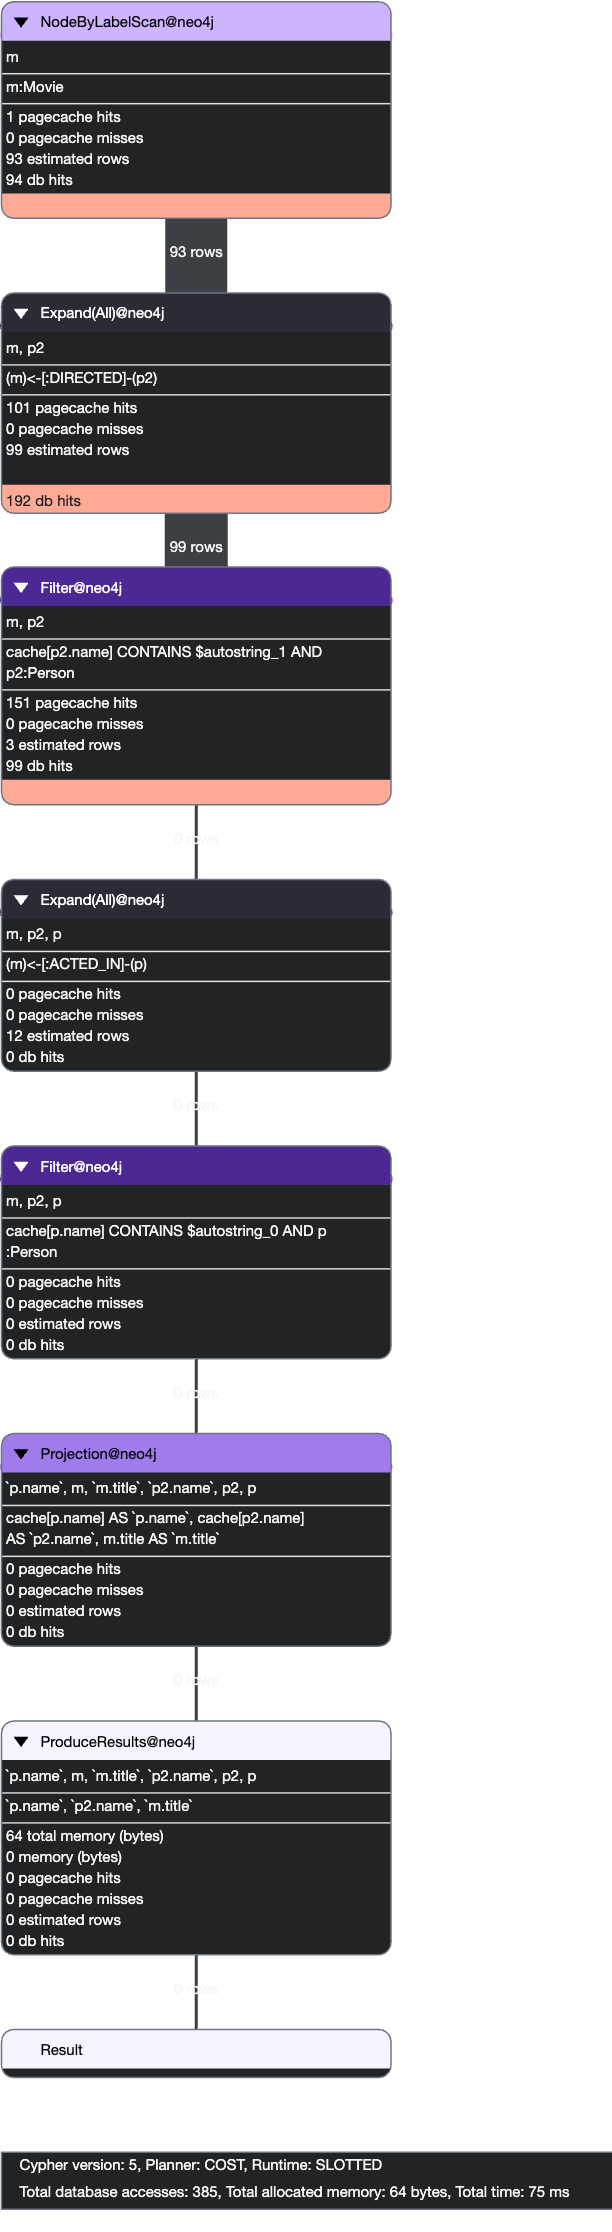 NodeByLabelScan@neo4j
m
m:Movie
1 pagecache hits
0 pagecache misses
93 estimated rows
94 db hits
93 rows
Expand(All)@neo4j
m, p2
(m)<-[:DIRECTED]-(p2)
101 pagecache hits
0 pagecache misses
99 estimated rows
192 db hits
99 rows
Filter@neo4j
m, p2
cache[p2.name] CONTAINS $autostring_1 AND
p2:Person
151 pagecache hits
0 pagecache misses
3 estimated rows
99 db hits
0 rows
Expand(All)@neo4j
m, p2, p
(m)<-[:ACTED_IN]-(p)
0 pagecache hits
0 pagecache misses
12 estimated rows
0 db hits
0 rows
Filter@neo4j
m, p2, p
cache[p.name] CONTAINS $autostring_0 AND p
:Person
0 pagecache hits
0 pagecache misses
0 estimated rows
0 db hits
0 rows
Projection@neo4j
`p.name`, m, `m.title`, `p2.name`, p2, p
cache[p.name] AS `p.name`, cache[p2.name]
AS `p2.name`, m.title AS `m.title`
0 pagecache hits
0 pagecache misses
0 estimated rows
0 db hits
0 rows
ProduceResults@neo4j
`p.name`, m, `m.title`, `p2.name`, p2, p
`p.name`, `p2.name`, `m.title`
64 total memory (bytes)
0 memory (bytes)
0 pagecache hits
0 pagecache misses
0 estimated rows
0 db hits
0 rows
Result
Cypher version: 5, Planner: COST, Runtime: SLOTTED
Total database accesses: 385, Total allocated memory: 64 bytes, Total time: 75 ms